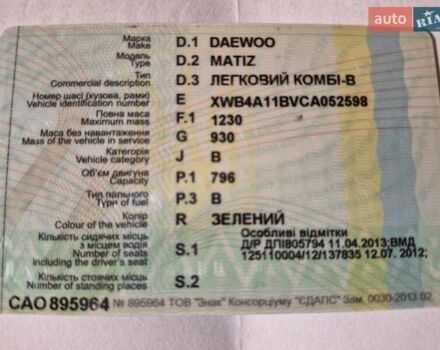 auto RIA
Марка
Make
D.1 DAEWOO
Модель
Type
D.2 MATIZ
Тип
Commercial description
D.3 ЛЕГКОВИЙ КОМБІ-В
Номер шасі (кузова, рами)
Vehicle identification number
E XWB4A11BVCA052598
Повна маса
Maximum mass
F.1 1230
Маса без навантаження
Mass of the vehicle in service
G 930
Категорія
Vehicle category
J B
Об'єм двигуна
Capacity
P.1 796
Тип пального
Type of fuel
P.3 B
Колір
Colour of the vehicle
R ЗЕЛЕНИЙ
Кількість сидячих місць
з місцем водія
Number of seats
including the driver's seat
S.1
Особливі відмітки
Д/Р ДПІ805794 11.04.2013;ВМД
125110004/12/137835 12.07.2012;
Кількість стоячих місць
Number of standing places
S.2
САО 895964 № 895964 ТОВ "Знак" Консорціуму "ЄДАПС" Зам. 0030-2013.02